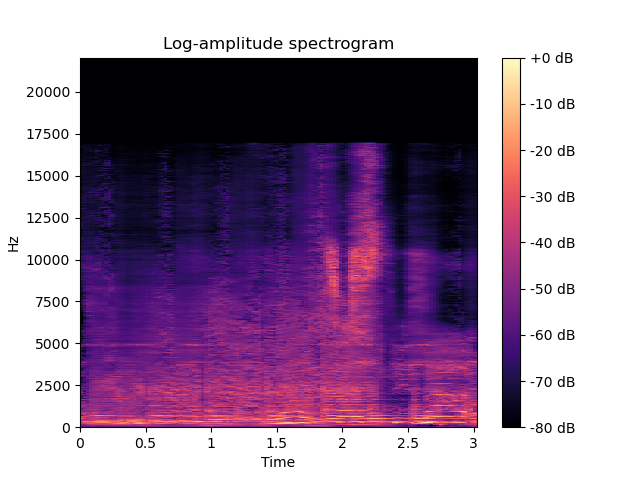 Log-amplitude spectrogram
+0 dB
20000
-10 dB
17500
-20 dB
15000
-30 dB
12500
Hz
-40 dB
10000
-50 dB
7500
-60 dB
5000
2500
-70 dB
0
-80 dB
0 0.5 1 1.5 2 2.5 3
Time